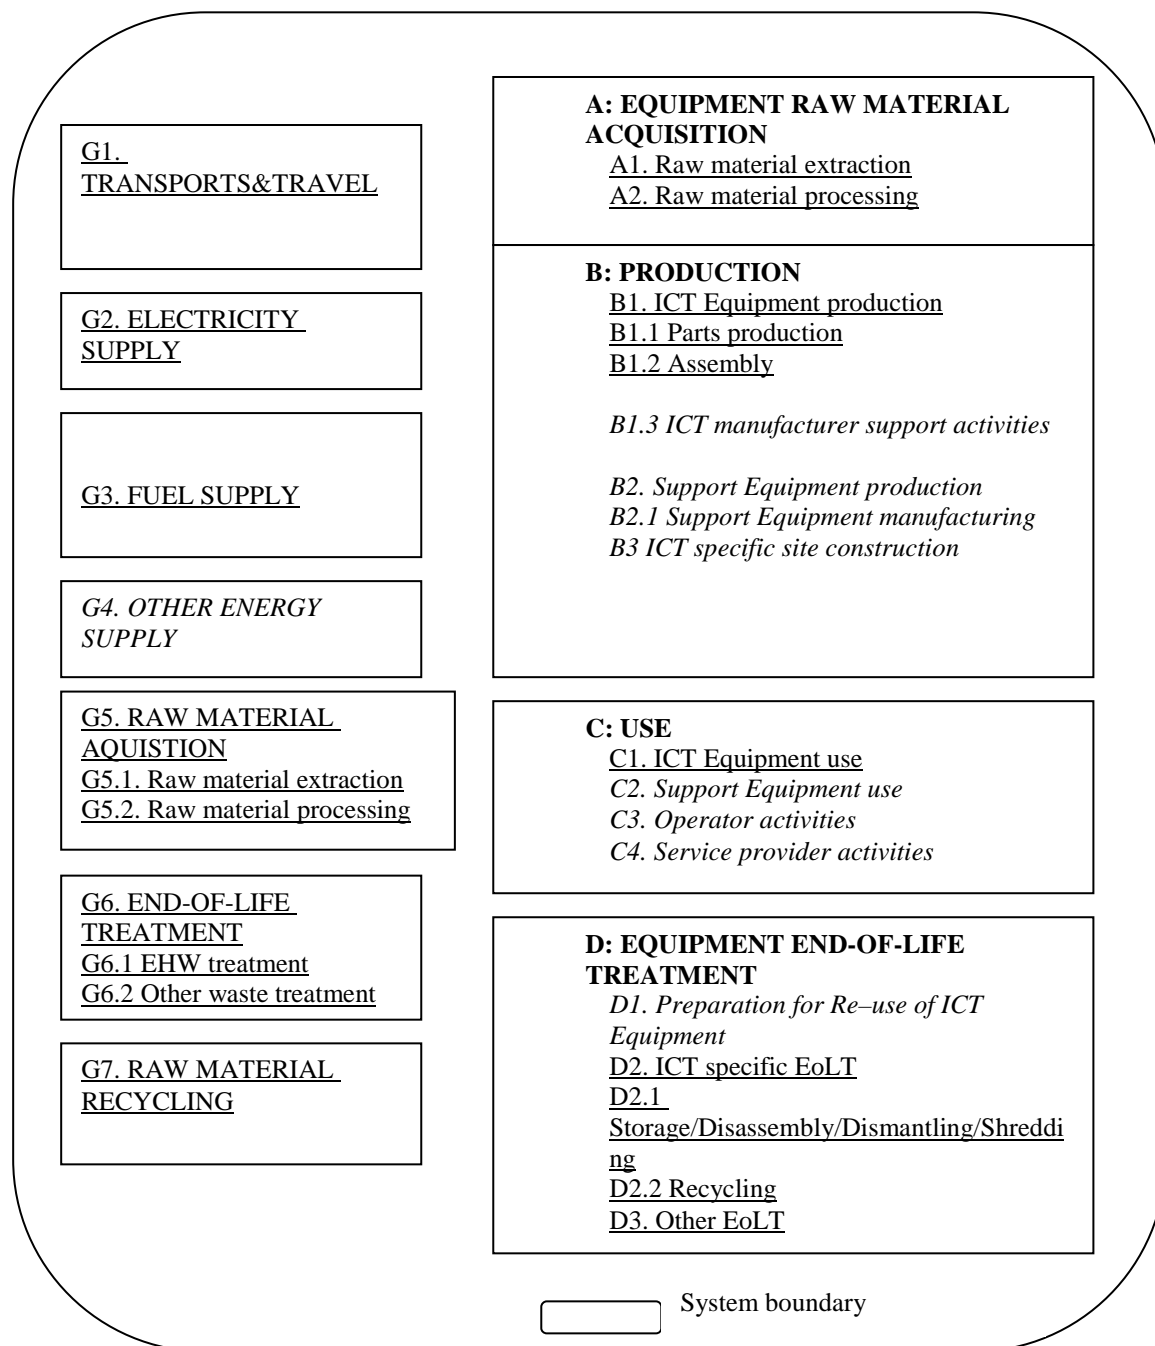 G1.
TRANSPORTS&TRAVEL
G2. ELECTRICITY
SUPPLY
G3. FUEL SUPPLY
G4. OTHER ENERGY
SUPPLY
G5. RAW MATERIAL
AQUISTION
G5.1. Raw material extraction
G5.2. Raw material processing
G6. END-OF-LIFE
TREATMENT
G6.1 EHW treatment
G6.2 Other waste treatment
G7. RAW MATERIAL
RECYCLING
A: EQUIPMENT RAW MATERIAL
ACQUISITION
A1. Raw material extraction
A2. Raw material processing
B: PRODUCTION
B1. ICT Equipment production
B1.1 Parts production
B1.2 Assembly
B1.3 ICT manufacturer support activities
B2. Support Equipment production
B2.1 Support Equipment manufacturing
B3 ICT specific site construction
C: USE
C1. ICT Equipment use
C2. Support Equipment use
C3. Operator activities
C4. Service provider activities
D: EQUIPMENT END-OF-LIFE
TREATMENT
D1. Preparation for Re–use of ICT
Equipment
D2. ICT specific EoLT
D2.1
Storage/Disassembly/Dismantling/Shreddi
ng
D2.2 Recycling
D3. Other EoLT
System boundary